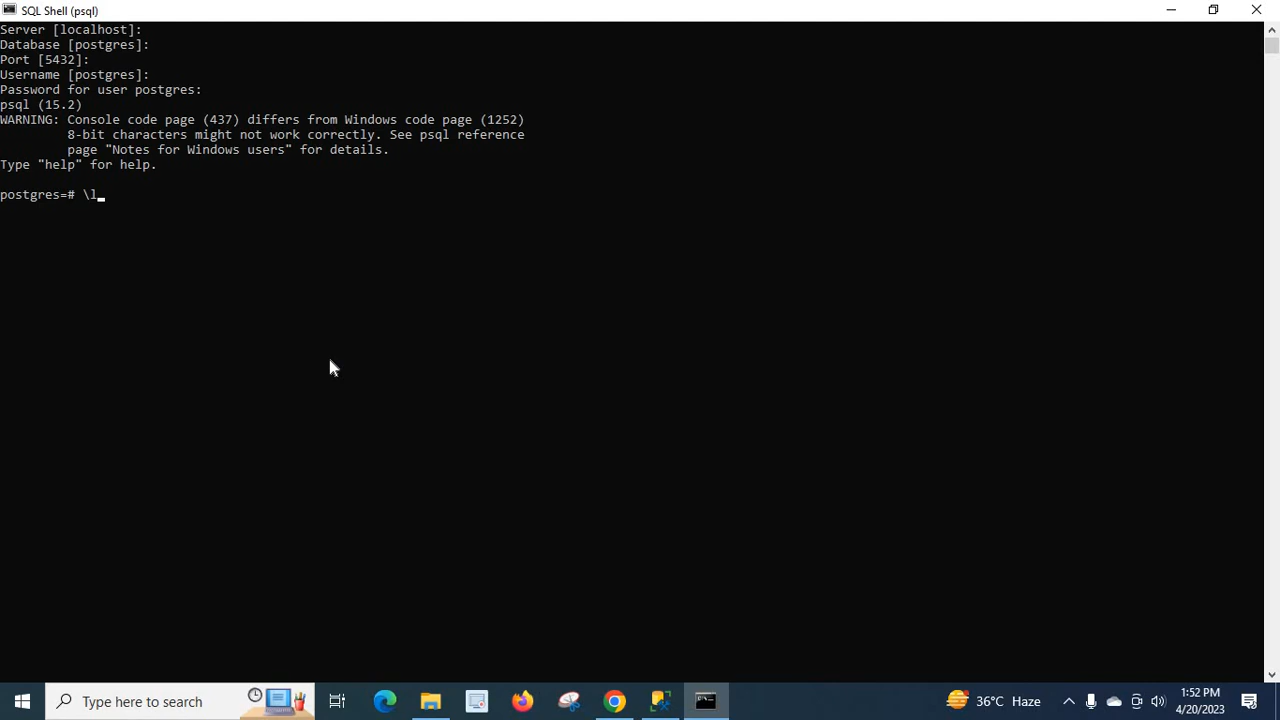 SQL Shell (psql)
Server [localhost]:
Database [postgres]:
Port [5432]:
Username [postgres]:
Password for user postgres:
psql (15.2)
WARNING: Console code page (437) differs from Windows code page (1252)
         8-bit characters might not work correctly. See psql reference
         page "Notes for Windows users" for details.
Type "help" for help.
postgres=# \l
Type here to search
36°C Haze
1:52 PM
4/20/2023